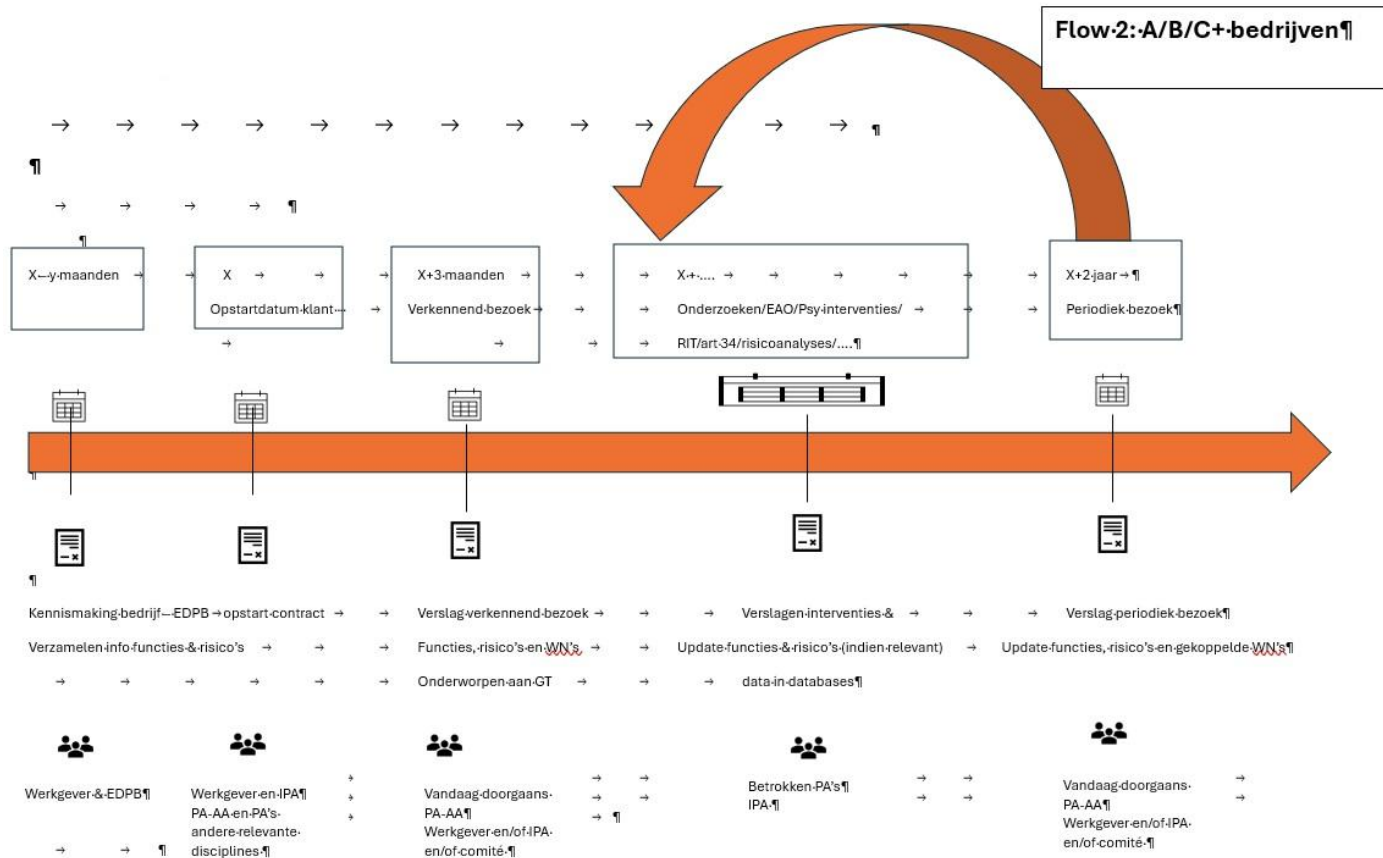 Flow 2: A/B/C+ bedrijven¶
→ → → → → → → → → → → → ¶
¶
→ → → → ¶
¶
X – y maanden → → X → → → X+3 maanden → → → X + .... → → → → → → X+2 jaar → ¶
Opstartdatum klant → Verkennend bezoek → → → Onderzoeken/EAO/Psy interventies/ → → → Periodiek bezoek¶
→ → → → RIT/art 34/risicoanalyses/....¶
¶
¶
Kennismaking bedrijf – EDPB → opstart contract → → Verslag verkennend bezoek → → → Verslagen interventies & → → → Verslag periodiek bezoek¶
Verzamelen info functies & risico's → → → Functies, risico's en WN's → → → Update functies & risico's (indien relevant) → Update functies, risico's en gekoppelde WN's¶
→ → → → → → Onderworpen aan GT → → → data in databases¶
Werkgever & EDPB¶
→ → ¶
Werkgever en IPA¶ →
PA-AA en PA's →
andere relevante →
disciplines ¶
Vandaag doorgaans → →
PA-AA¶ → →
Werkgever en/of IPA → ¶
en/of comité ¶
Betrokken PA's¶ → →
IPA ¶ → →
Vandaag doorgaans →
PA-AA¶ →
Werkgever en/of IPA
en/of comité ¶